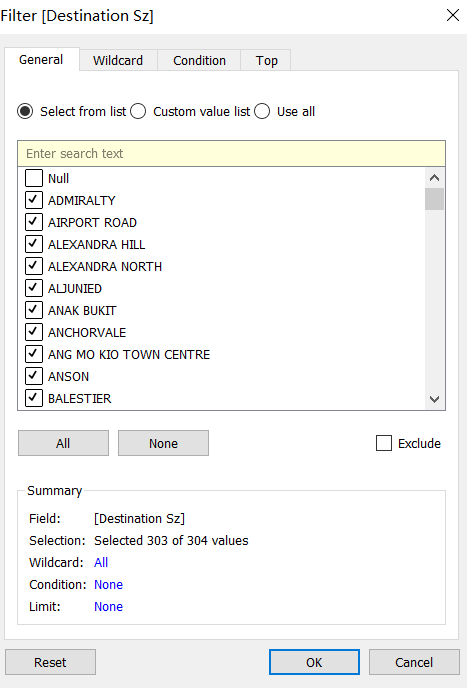 Filter [Destination Sz]
General Wildcard Condition Top
Select from list Custom value list Use all
Enter search text
Null
ADMIRALTY
AIRPORT ROAD
ALEXANDRA HILL
ALEXANDRA NORTH
ALJUNIED
ANAK BUKIT
ANCHORVALE
ANG MO KIO TOWN CENTRE
ANSON
BALESTIER
All None Exclude
Summary
Field: [Destination Sz]
Selection: Selected 303 of 304 values
Wildcard: All
Condition: None
Limit: None
Reset OK Cancel